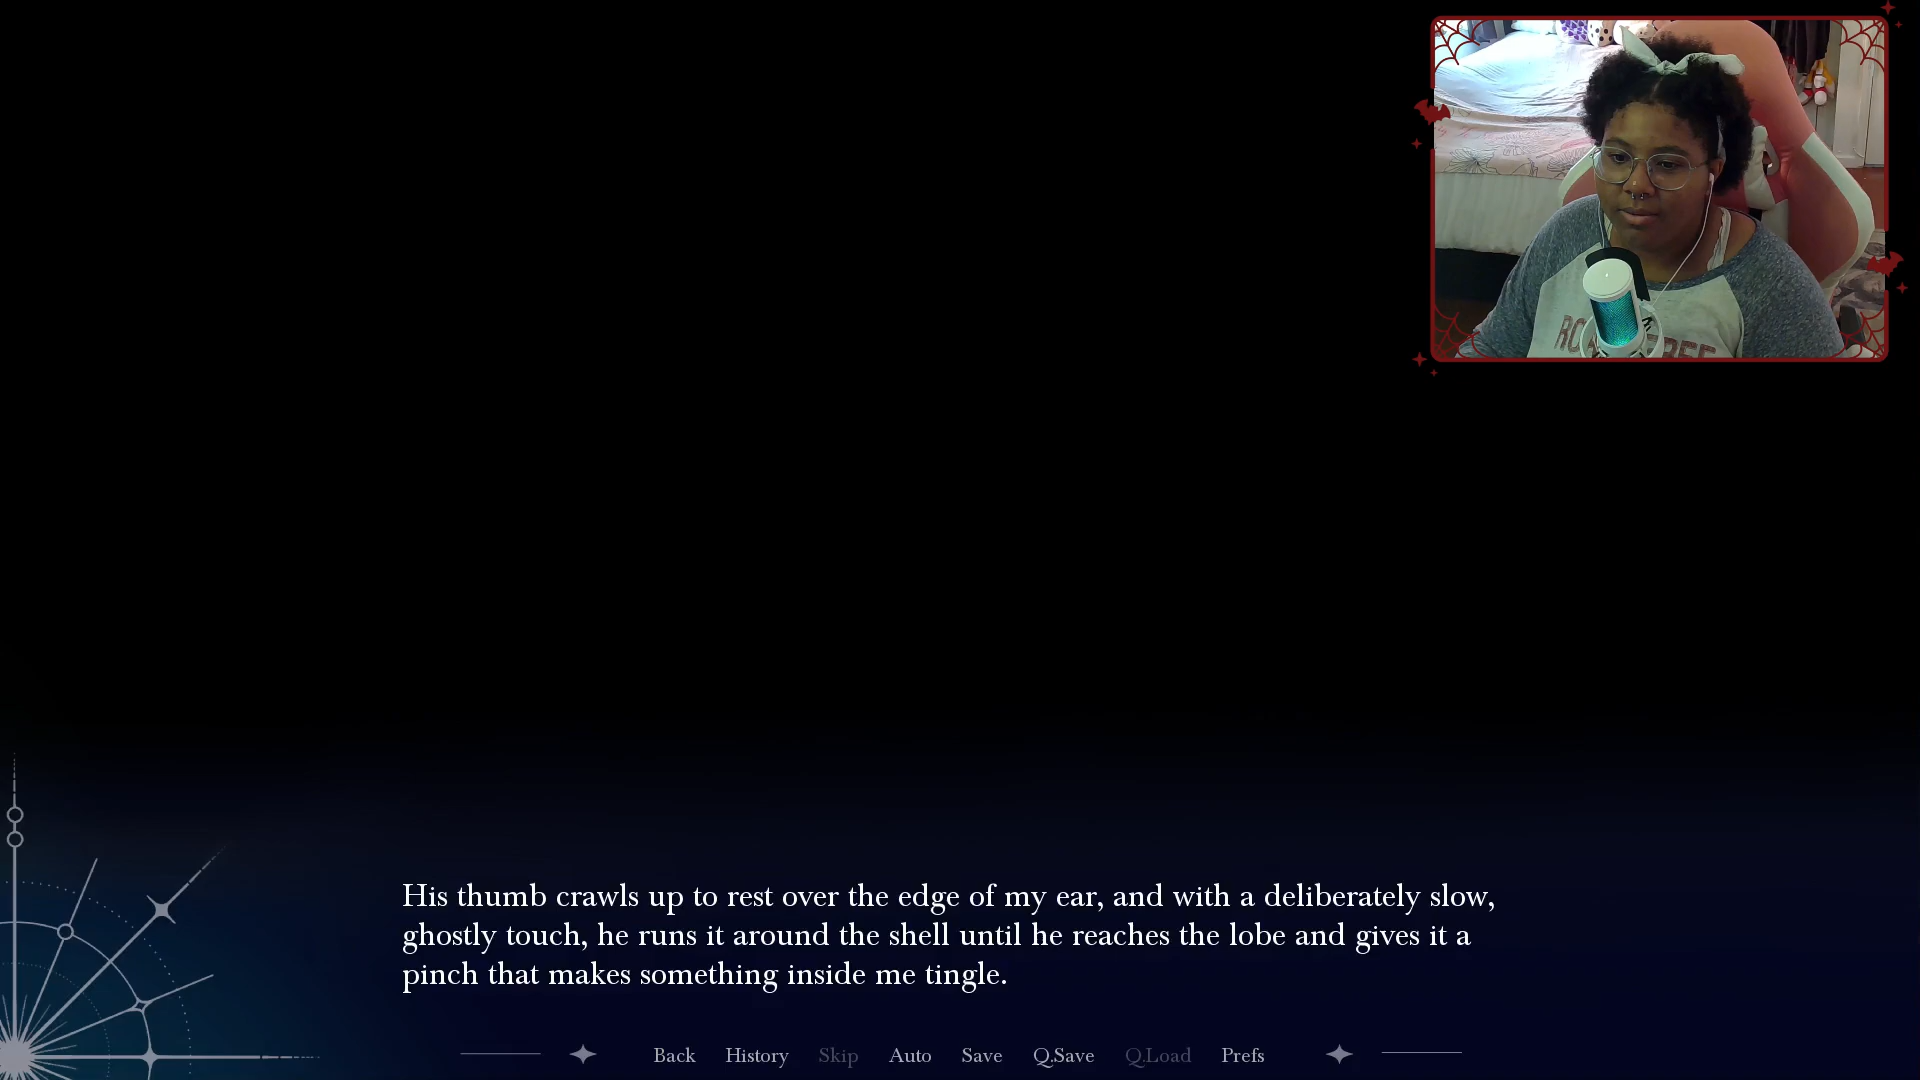 His thumb crawls up to rest over the edge of my ear, and with a deliberately slow,
ghostly touch, he runs it around the shell until he reaches the lobe and gives it a
pinch that makes something inside me tingle.
Back History Skip Auto Save Q.Save Q.Load Prefs